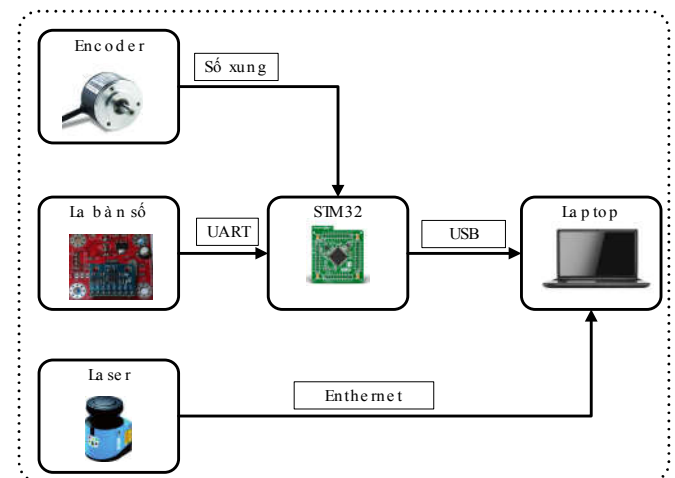 Encoder
Số xung
La bàn số
UART
STM32
USB
Laptop
Laser
Enthernet